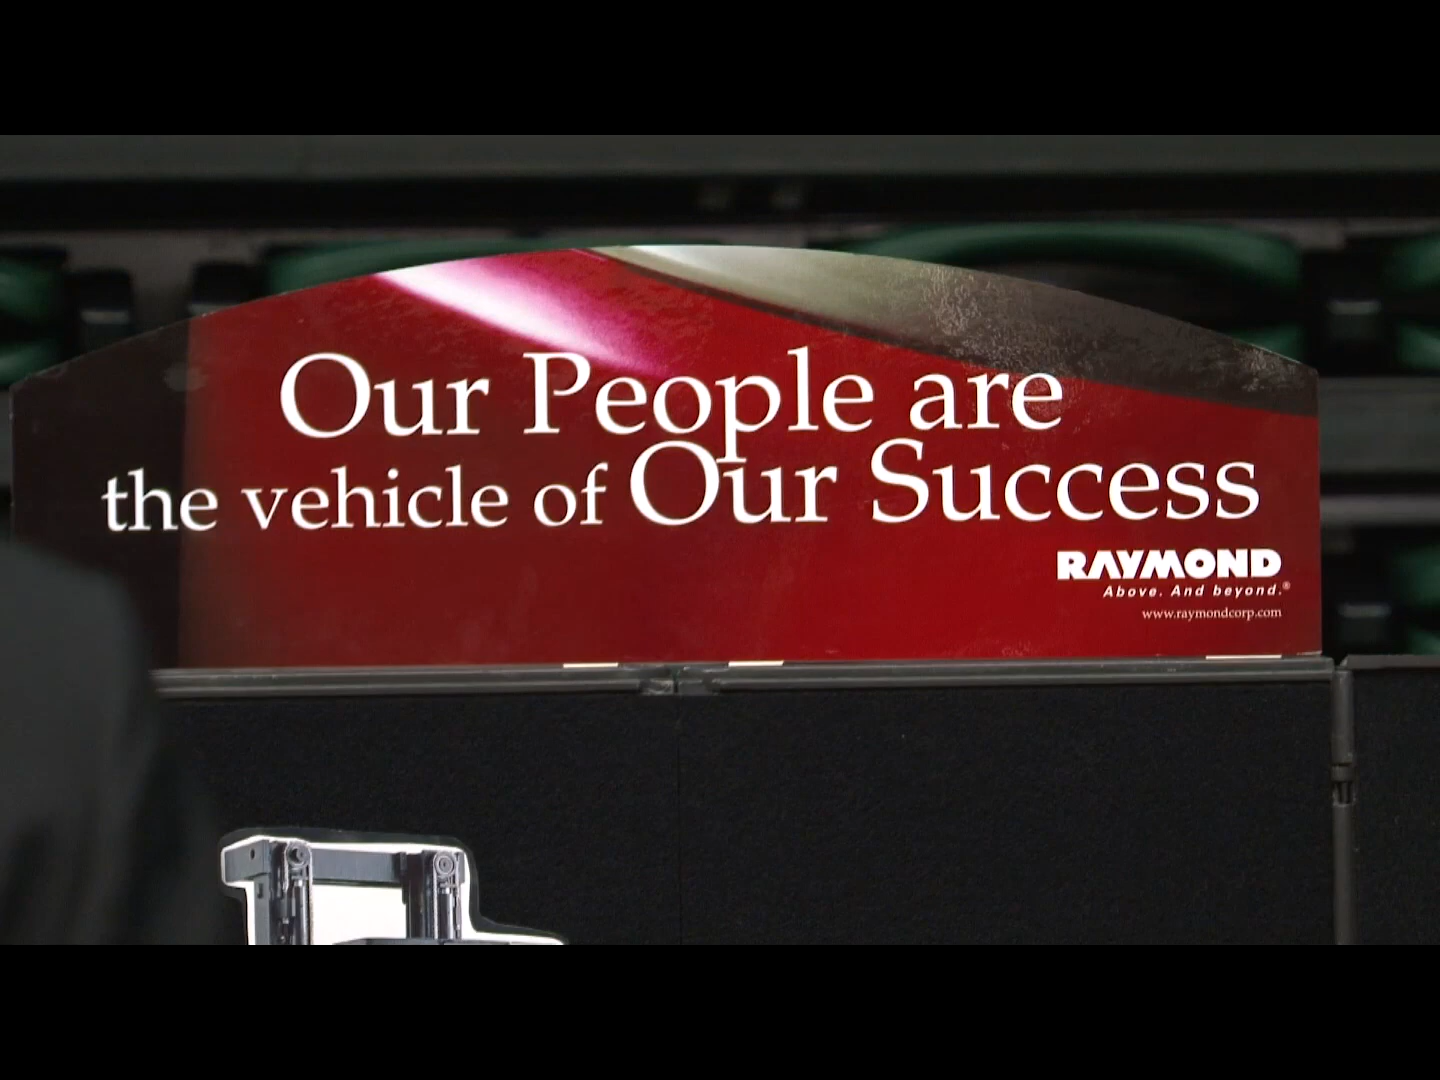 Our People are
the vehicle of Our Success
RAYMOND
Above. And beyond.®
www.raymondcorp.com